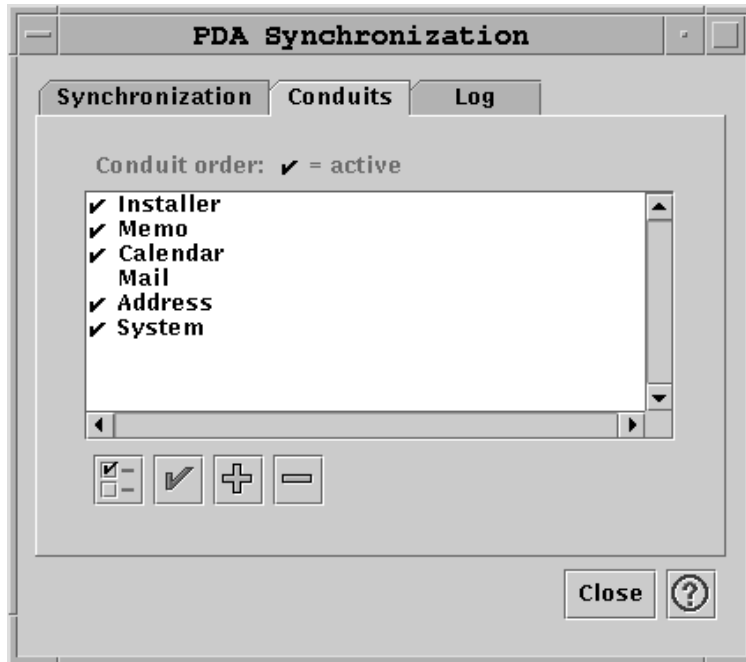 PDA Synchronization
Synchronization Conduits Log
Conduit order: ✔ = active
✔ Installer
✔ Memo
✔ Calendar
Mail
✔ Address
✔ System
Close ?